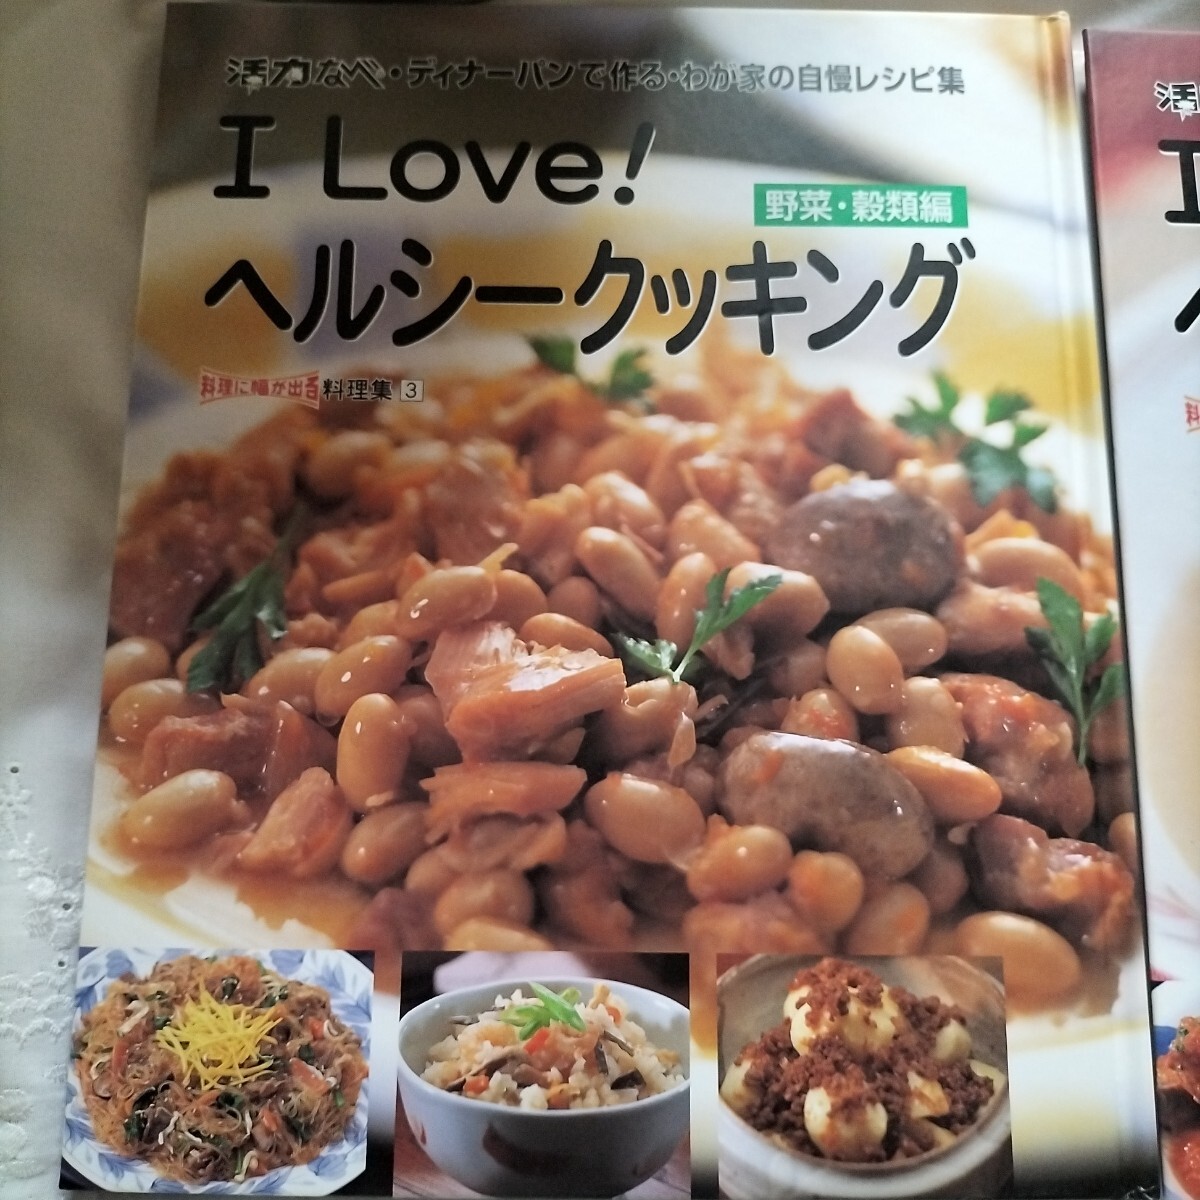 活力なべ・ディナーパンで作る・わが家の自慢レシピ集
I Love!
野菜・穀類編
ヘルシークッキング
料理に幅が出る 料理集 3
活
I